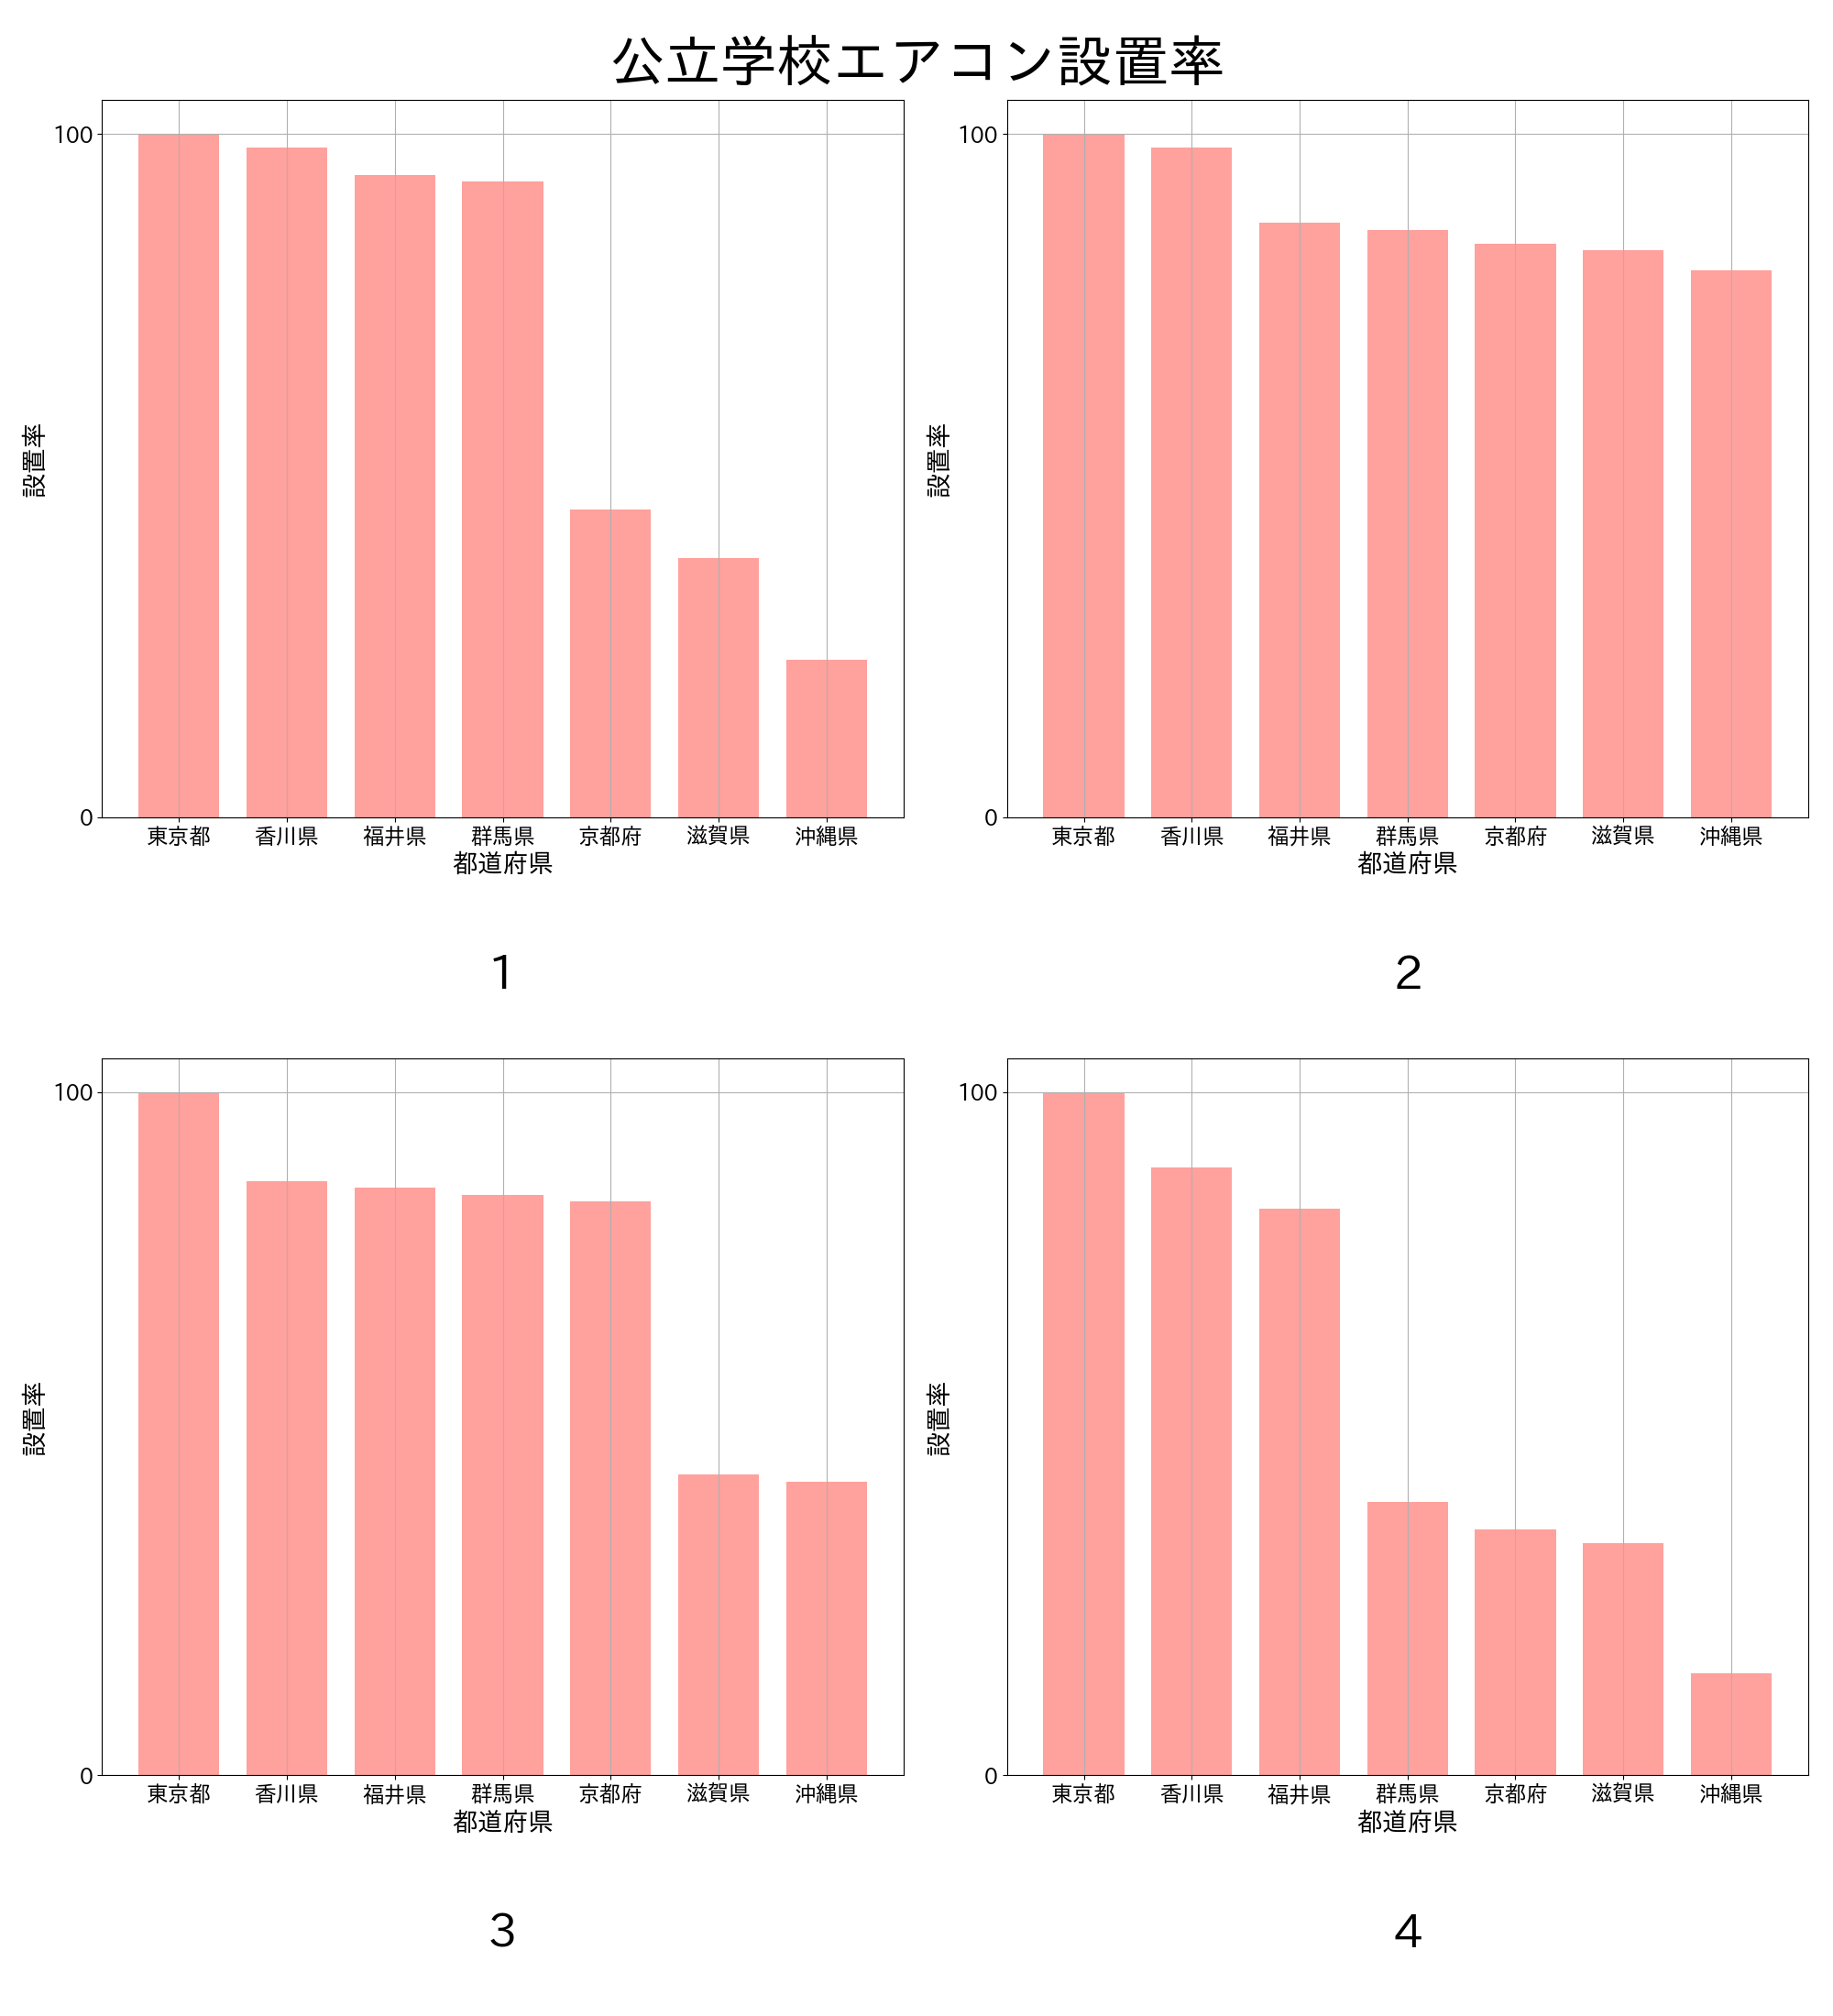 公立学校エアコン設置率
100
設置率
0
東京都 香川県 福井県 群馬県 京都府 滋賀県 沖縄県
都道府県
1
100
設置率
0
東京都 香川県 福井県 群馬県 京都府 滋賀県 沖縄県
都道府県
2
100
設置率
0
東京都 香川県 福井県 群馬県 京都府 滋賀県 沖縄県
都道府県
3
100
設置率
0
東京都 香川県 福井県 群馬県 京都府 滋賀県 沖縄県
都道府県
4